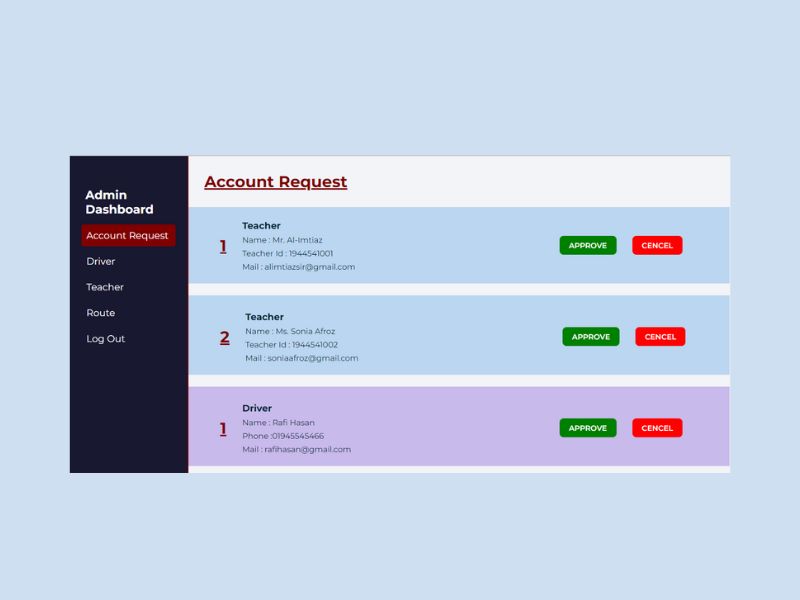 Admin
Dashboard
Account Request
Driver
Teacher
Route
Log Out
Account Request
1
Teacher
Name : Mr. Al-Imtiaz
Teacher Id : 1944541001
Mail : alimtiazsir@gmail.com
APPROVE
CENCEL
2
Teacher
Name : Ms. Sonia Afroz
Teacher Id : 1944541002
Mail : soniaafroz@gmail.com
APPROVE
CENCEL
1
Driver
Name : Rafi Hasan
Phone :01945545466
Mail : rafihasan@gmail.com
APPROVE
CENCEL